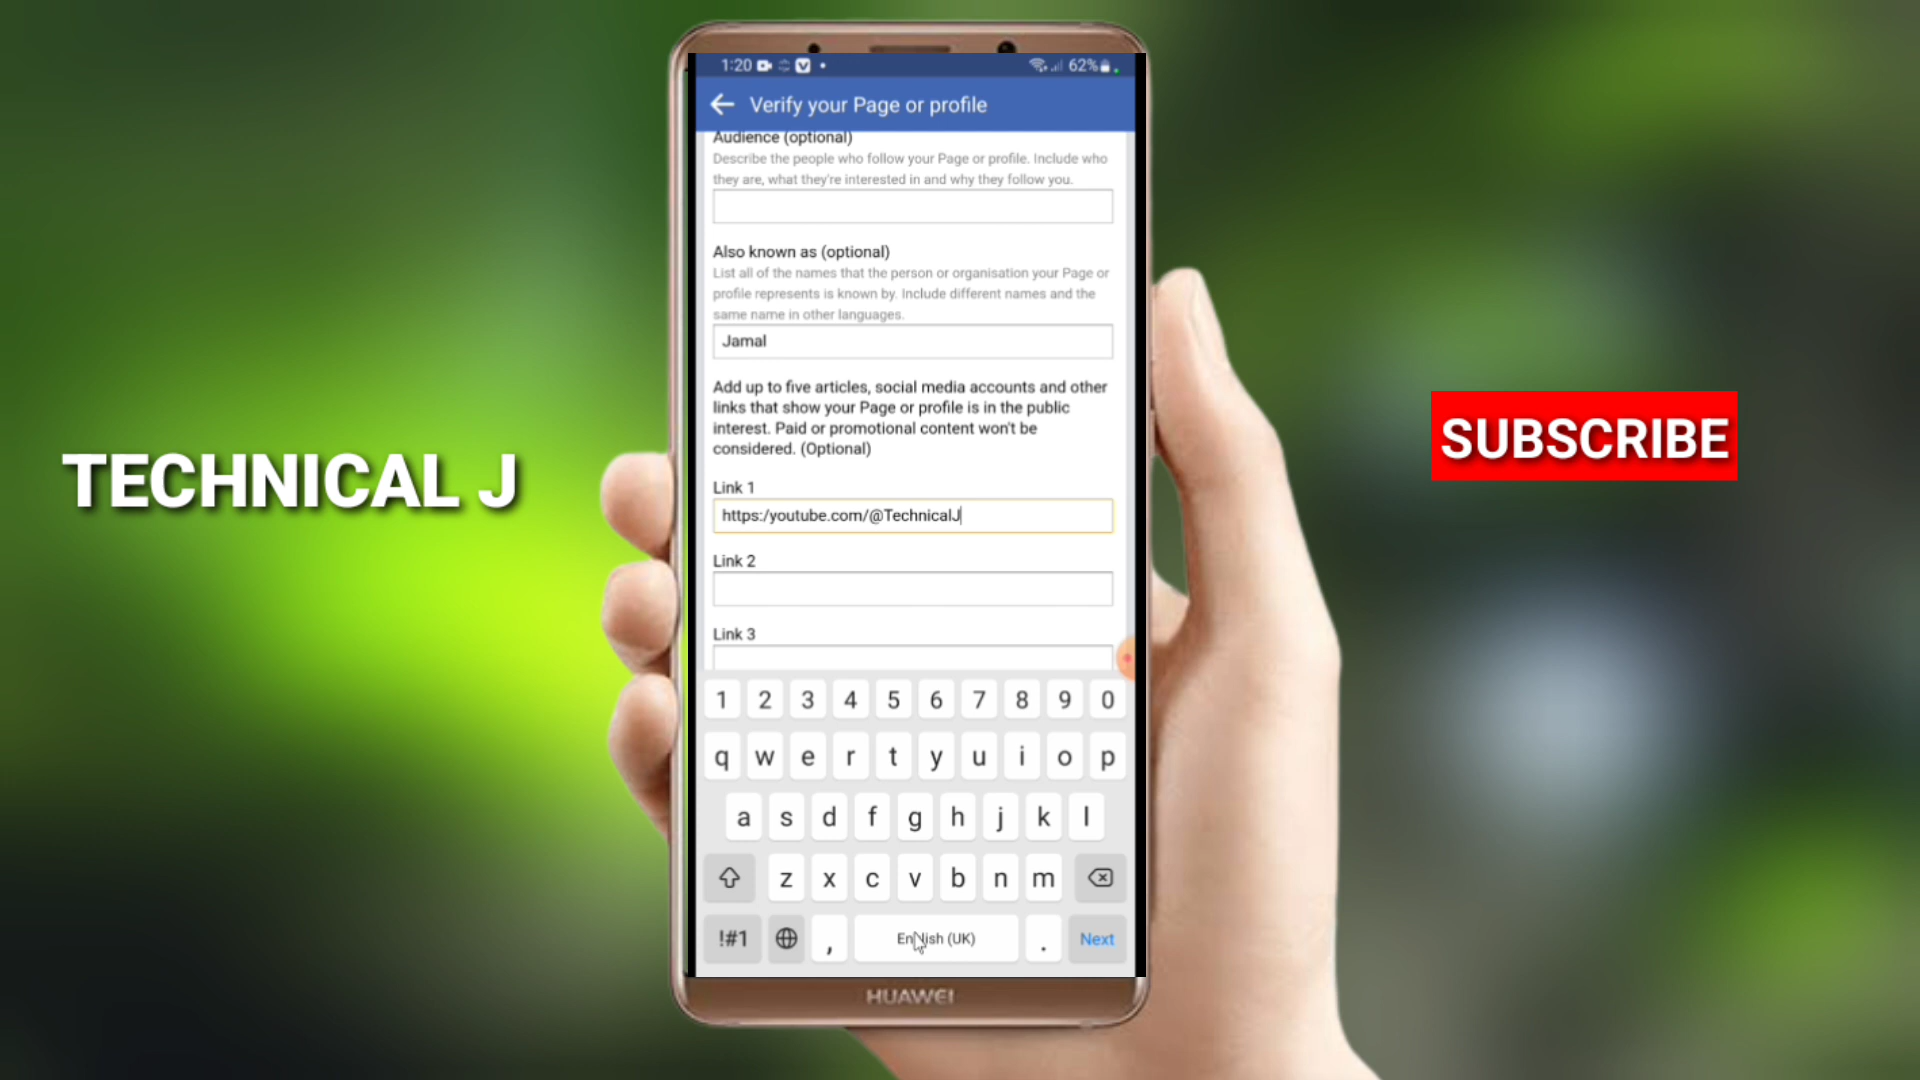 1:20
62%
Verify your Page or profile
Audience (optional)
Describe the people who follow your Page or profile. Include who
they are, what they're interested in and why they follow you.
Also known as (optional)
List all of the names that the person or organisation your Page or
profile represents is known by. Include different names and the
same name in other languages.
Jamal
Add up to five articles, social media accounts and other
links that show your Page or profile is in the public
interest. Paid or promotional content won't be
considered. (Optional)
Link 1
https:/youtube.com/@TechnicalJ
Link 2
Link 3
TECHNICAL J
SUBSCRIBE
1 2 3 4 5 6 7 8 9 0
q w e r t y u i o p
a s d f g h j k l
z x c v b n m
!#1 , English (UK) . Next
HUAWEI